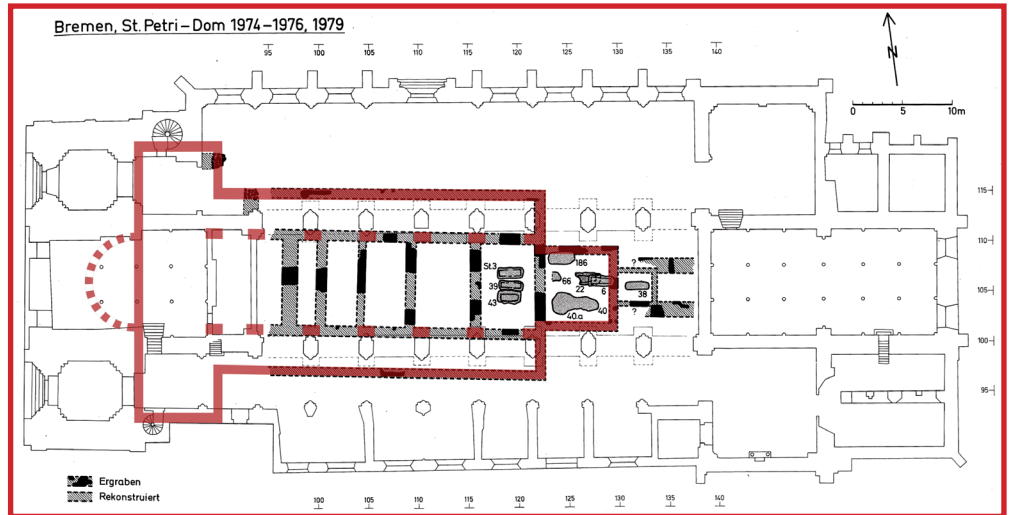 Bremen, St. Petri-Dom 1974-1976, 1979
95 100 105 110 115 120 125 130 135 140
N
0 5 10m
115
110
105
100
95
St.3
39
43
186
66
22
6
40
40.a
?
38
?
Ergraben
Rekonstruiert
100 105 110 115 120 125 130 135 140